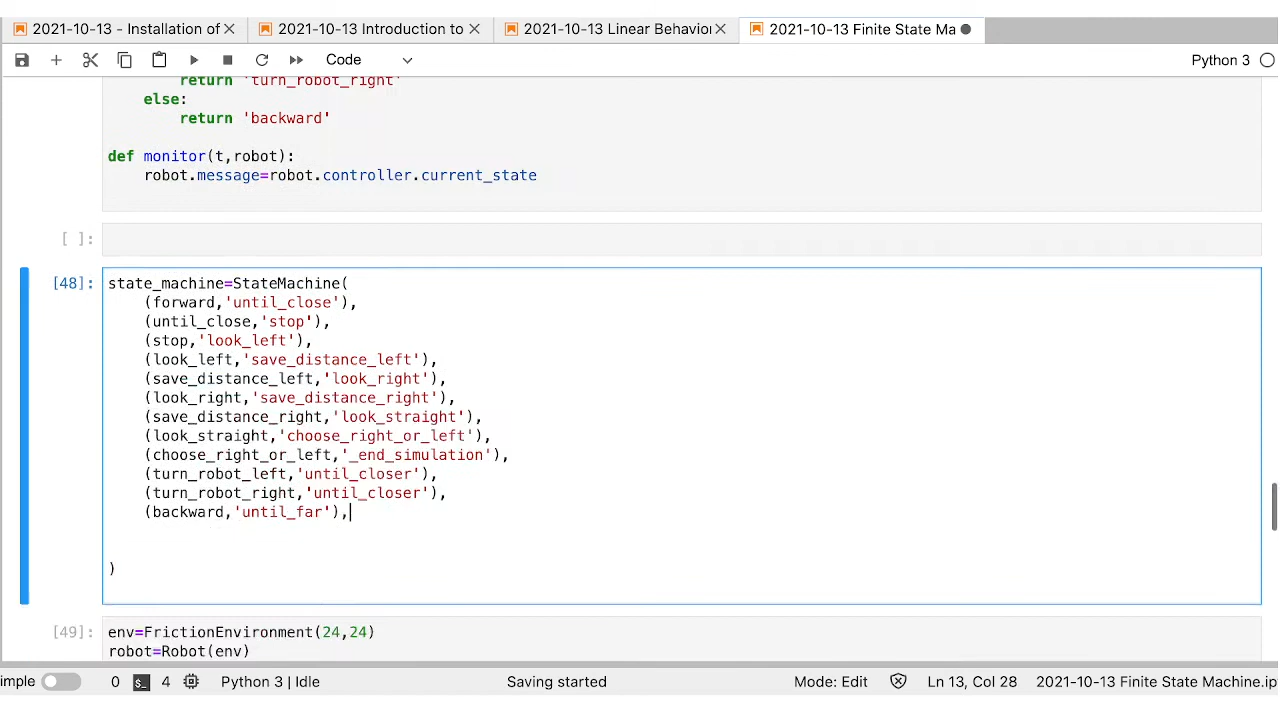 2021-10-13 - Installation of
2021-10-13 Introduction to
2021-10-13 Linear Behavior
2021-10-13 Finite State Ma
Code
Python 3
return 'turn_robot_right'
else:
return 'backward'
def monitor(t,robot):
robot.message=robot.controller.current_state
[ ]:
[48]:
state_machine=StateMachine(
(forward,'until_close'),
(until_close,'stop'),
(stop,'look_left'),
(look_left,'save_distance_left'),
(save_distance_left,'look_right'),
(look_right,'save_distance_right'),
(save_distance_right,'look_straight'),
(look_straight,'choose_right_or_left'),
(choose_right_or_left,'_end_simulation'),
(turn_robot_left,'until_closer'),
(turn_robot_right,'until_closer'),
(backward,'until_far'),
)
[49]:
env=FrictionEnvironment(24,24)
robot=Robot(env)
imple 0 $_ 4 Python 3 | Idle Saving started Mode: Edit Ln 13, Col 28 2021-10-13 Finite State Machine.ip